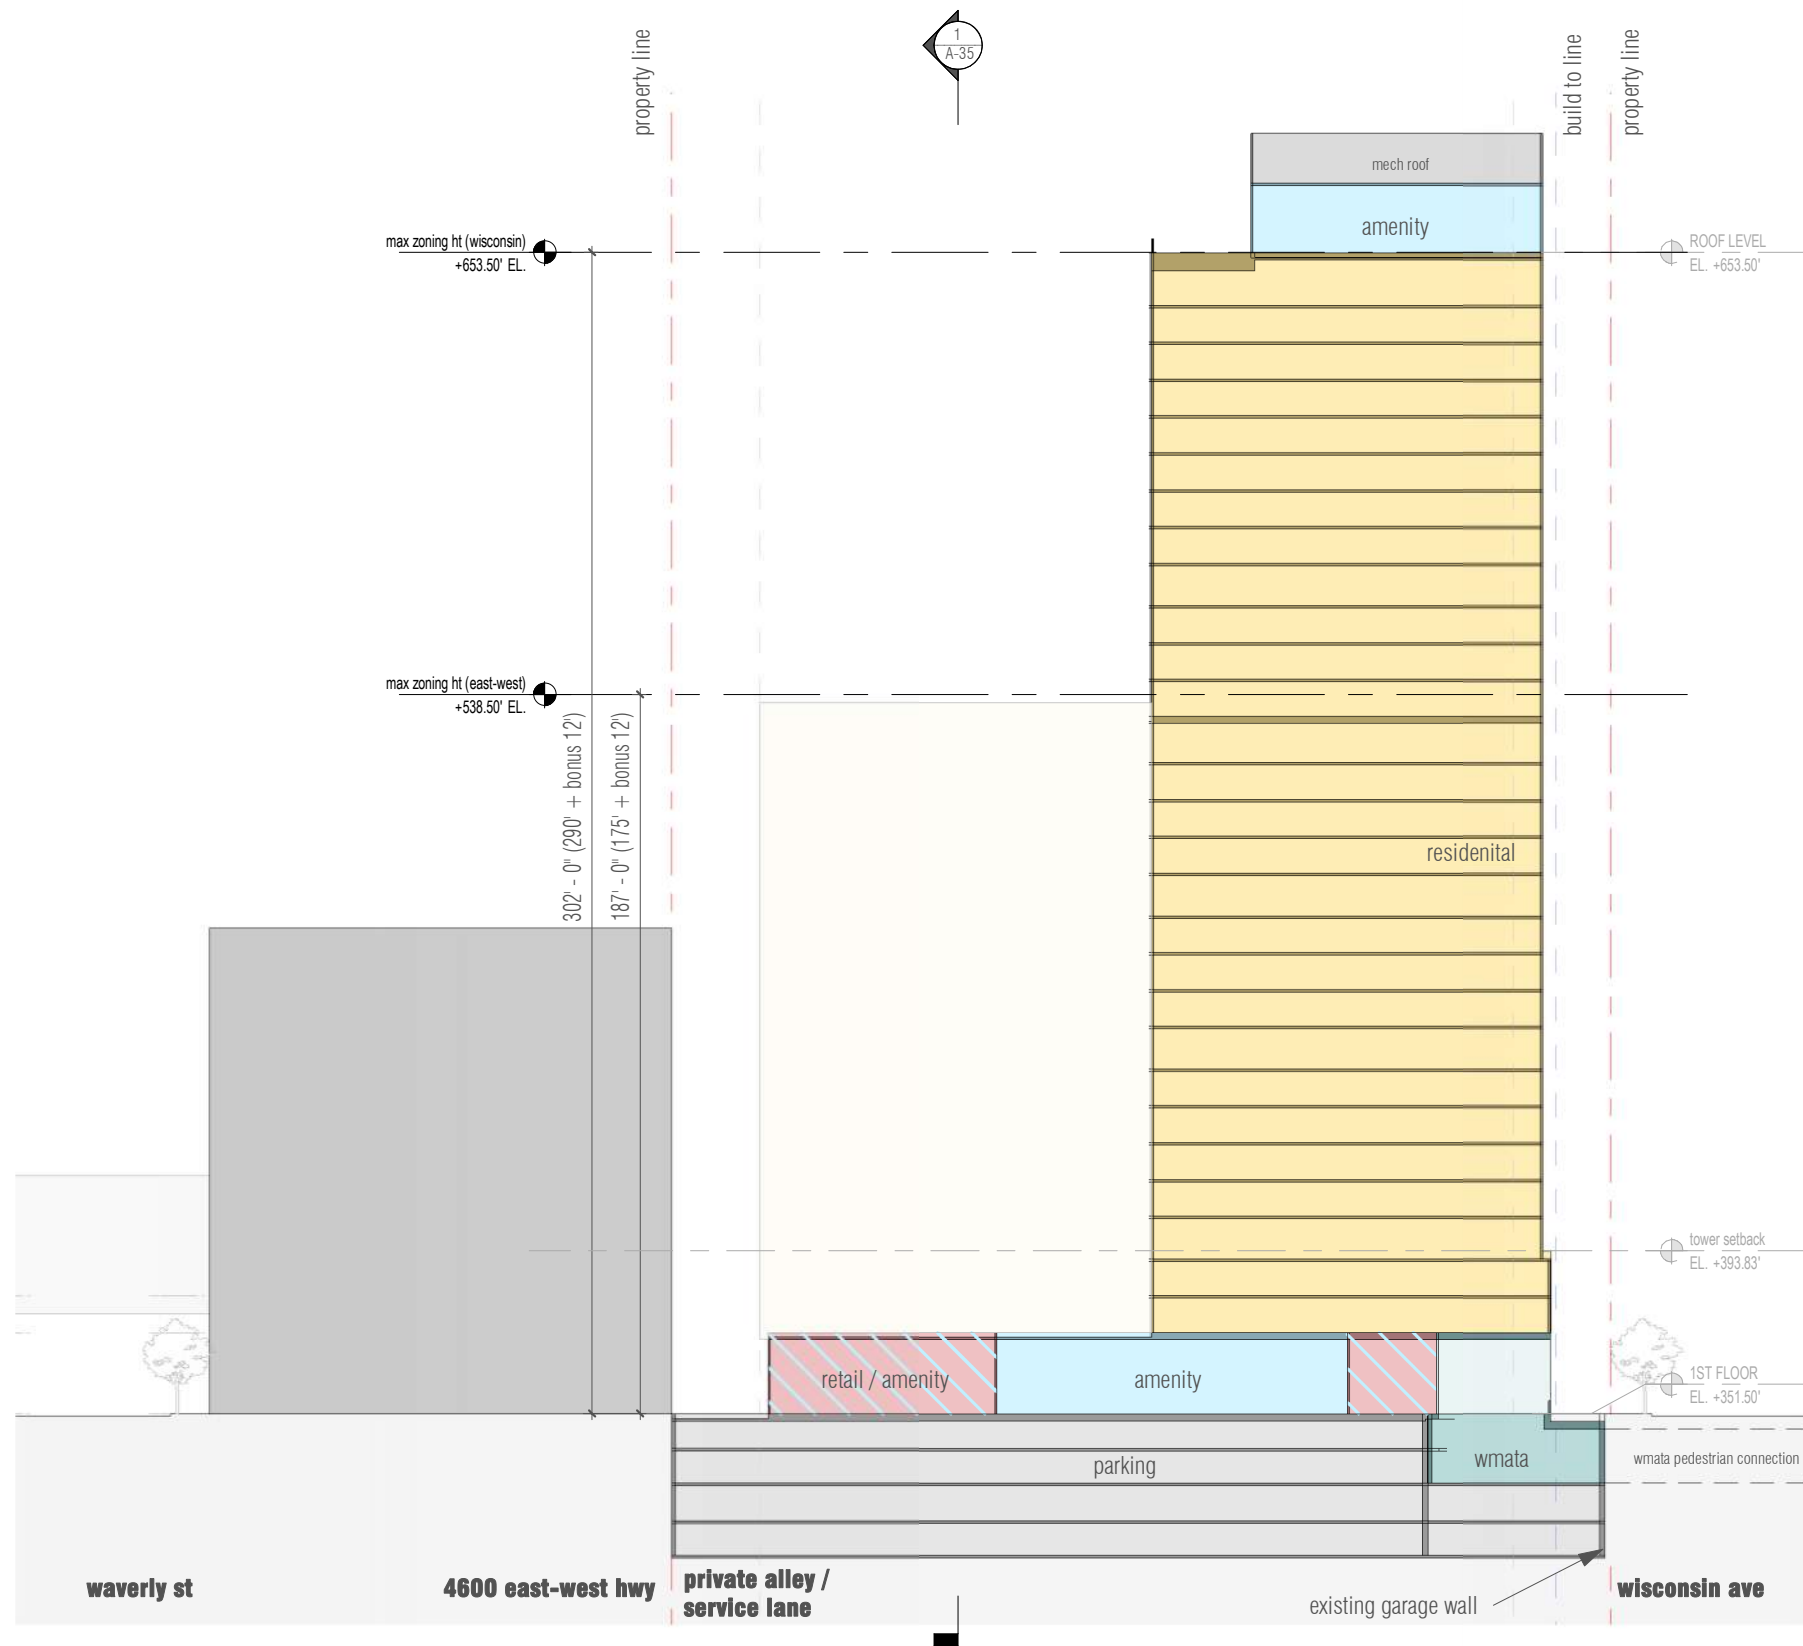 property line
1
A-35
build to line
property line
mech roof
amenity
max zoning ht (wisconsin)
+653.50' EL.
ROOF LEVEL
EL. +653.50'
max zoning ht (east-west)
+538.50' EL.
302' - 0" (290' + bonus 12')
187' - 0" (175' + bonus 12')
residenital
tower setback
EL. +393.83'
retail / amenity
amenity
1ST FLOOR
EL. +351.50'
parking
wmata
wmata pedestrian connection
waverly st
4600 east-west hwy
private alley /
service lane
existing garage wall
wisconsin ave